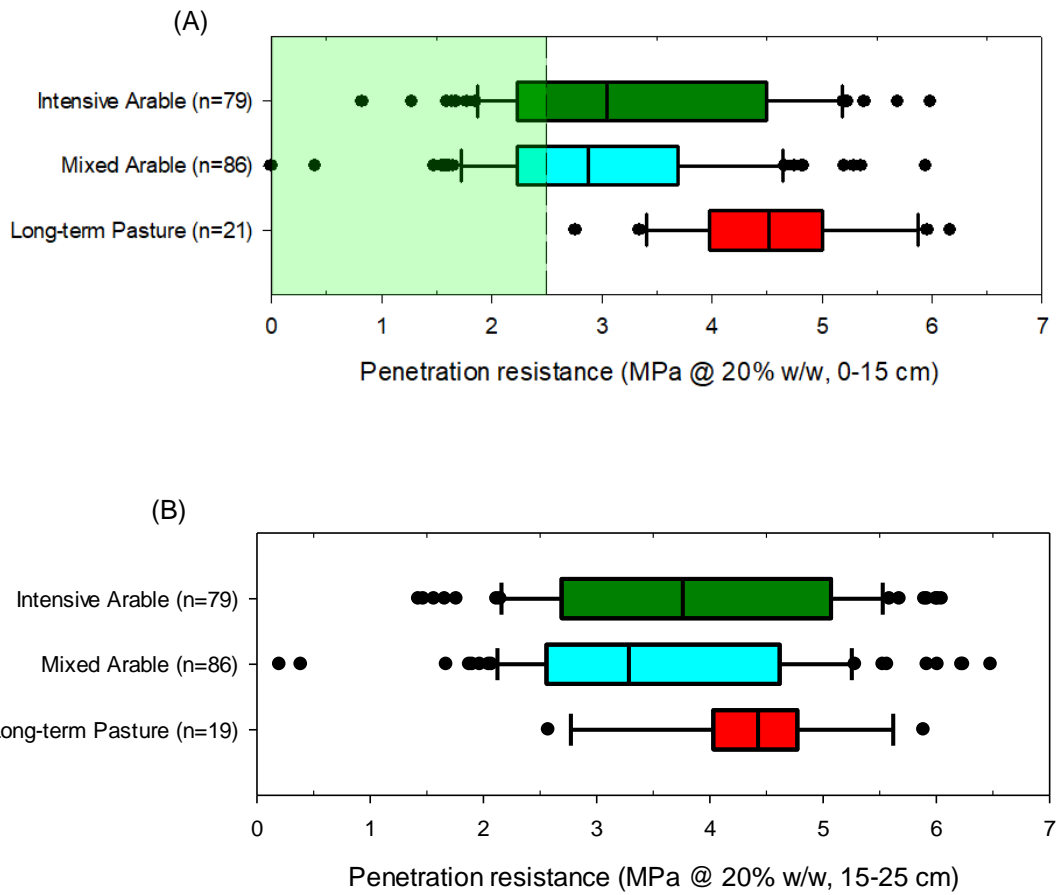 (A)
Intensive Arable (n=79)
Mixed Arable (n=86)
Long-term Pasture (n=21)
0 1 2 3 4 5 6 7
Penetration resistance (MPa @ 20% w/w, 0-15 cm)
(B)
Intensive Arable (n=79)
Mixed Arable (n=86)
ong-term Pasture (n=19)
0 1 2 3 4 5 6 7
Penetration resistance (MPa @ 20% w/w, 15-25 cm)